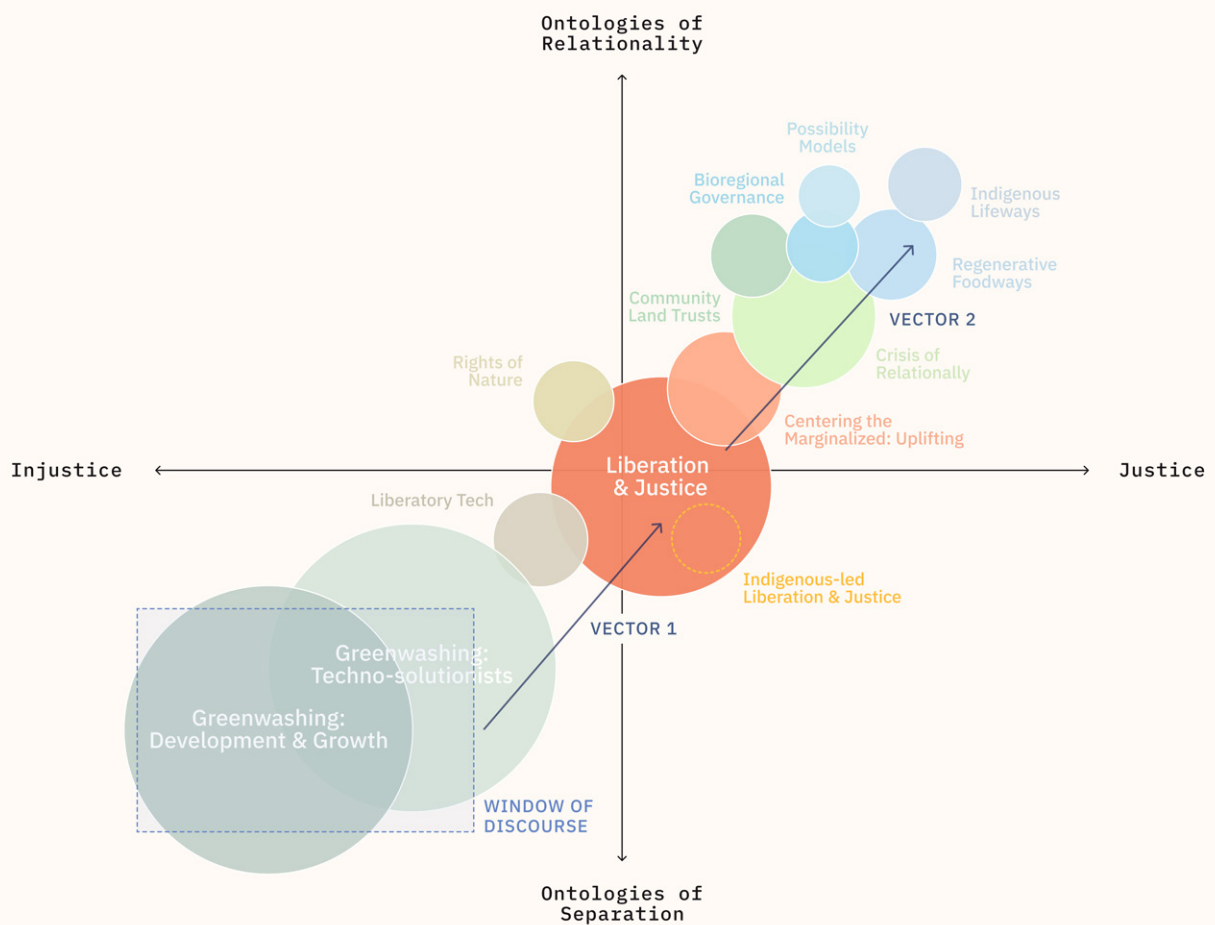 Ontologies of
Relationality
Possibility
Models
Bioregional
Governance
Indigenous
Lifeways
Regenerative
Foodways
Community
Land Trusts
VECTOR 2
Crisis of
Relationally
Rights of
Nature
Centering the
Marginalized: Uplifting
Injustice
Liberation
& Justice
Justice
Liberatory Tech
Indigenous-led
Liberation & Justice
VECTOR 1
Greenwashing:
Techno-solutionists
Greenwashing:
Development & Growth
WINDOW OF
DISCOURSE
Ontologies of
Separation